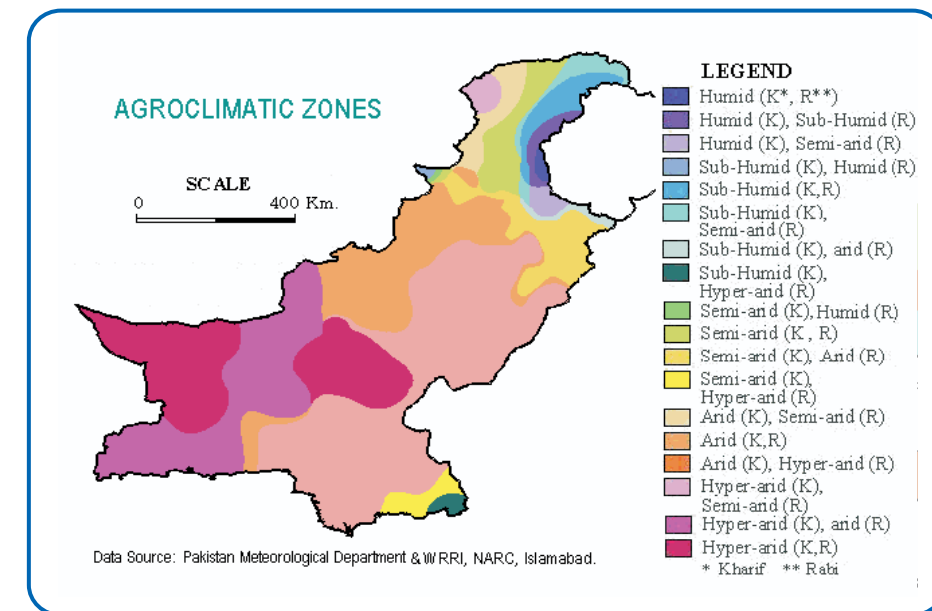 AGROCLIMATIC ZONES
SCALE
0 400 Km.
LEGEND
Humid (K*, R**)
Humid (K), Sub-Humid (R)
Humid (K), Semi-arid (R)
Sub-Humid (K), Humid (R)
Sub-Humid (K,R)
Sub-Humid (K),
Semi-arid (R)
Sub-Humid (K), arid (R)
Sub-Humid (K),
Hyper-arid (R)
Semi-arid (K), Humid (R)
Semi-arid (K , R)
Semi-arid (K), Arid (R)
Semi-arid (K),
Hyper-arid (R)
Arid (K), Semi-arid (R)
Arid (K,R)
Arid (K), Hyper-arid (R)
Hyper-arid (K),
Semi-arid (R)
Hyper-arid (K), arid (R)
Hyper-arid (K,R)
* Kharif ** Rabi
Data Source: Pakistan Meteorological Department & WRRI, NARC, Islamabad.